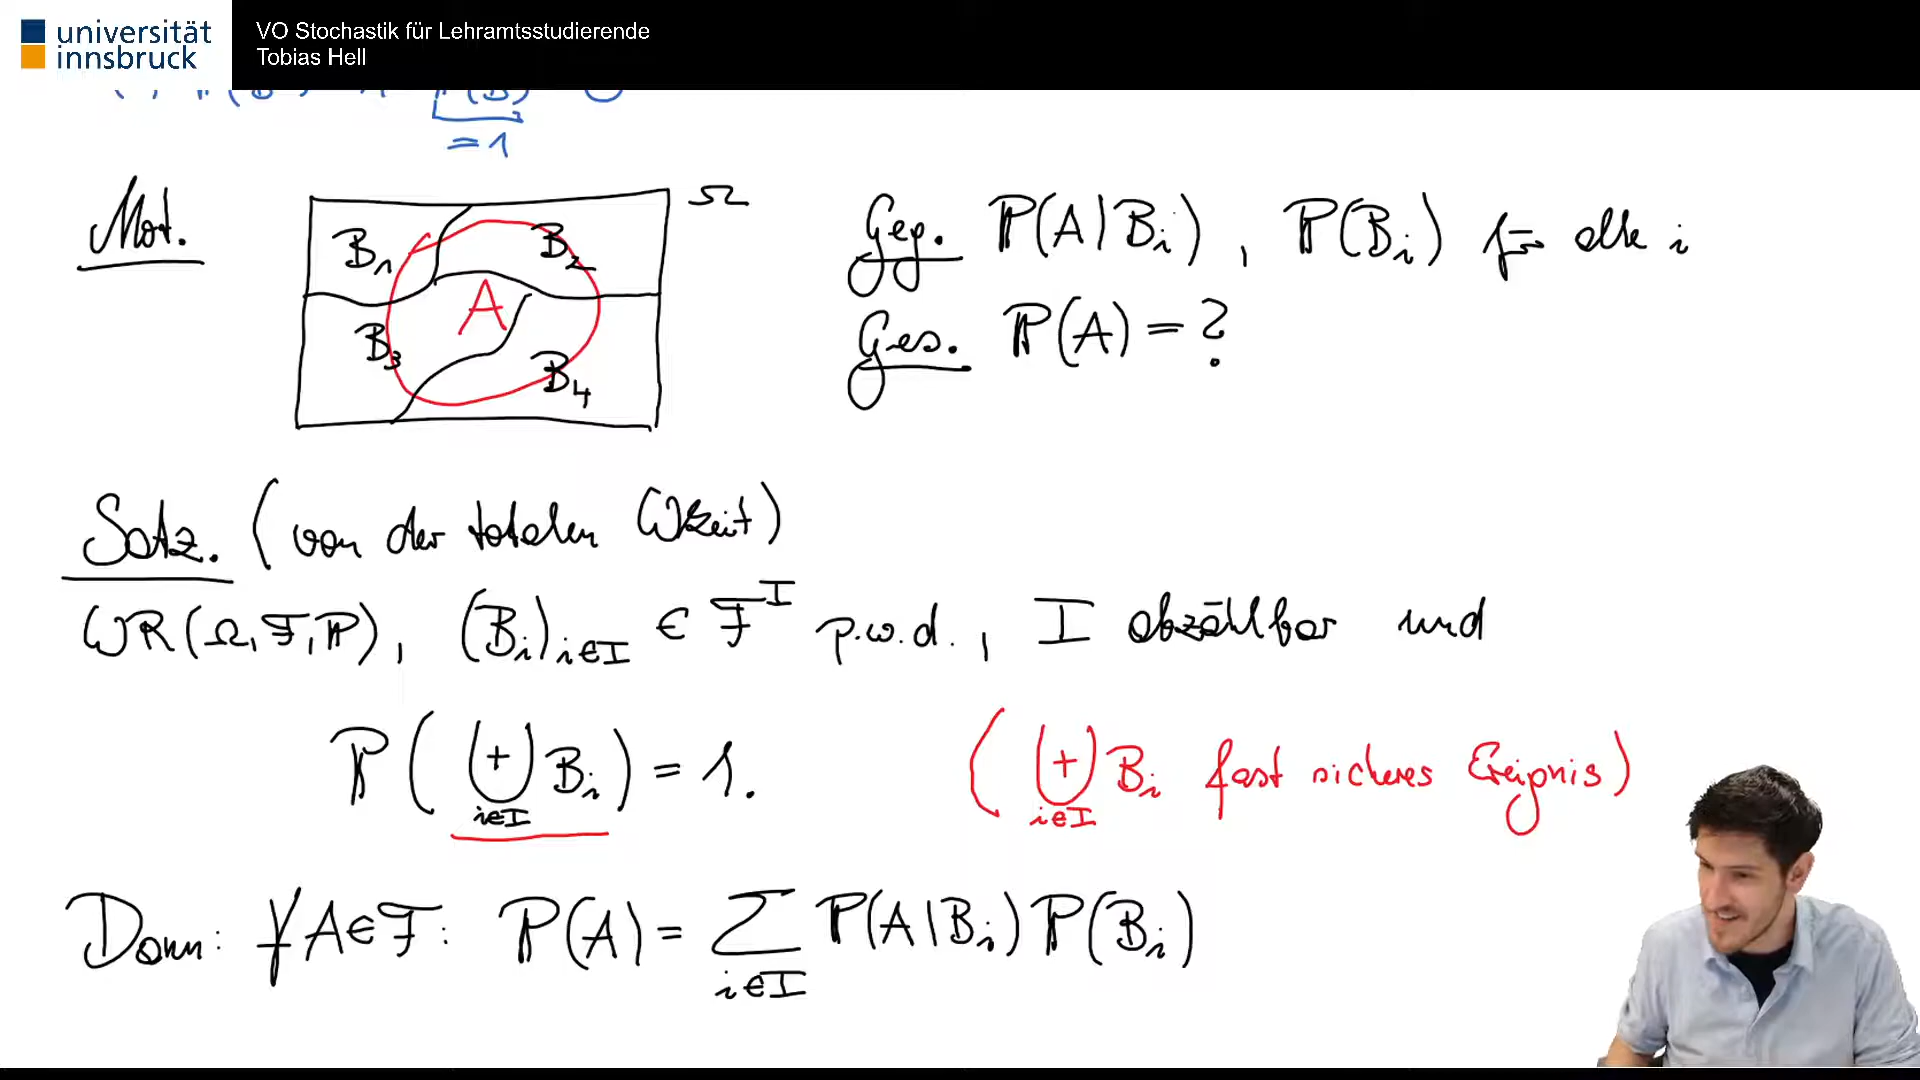 universität
innsbruck
VO Stochastik für Lehramtsstudierende
Tobias Hell
= 1
Mot.
Ω
B₁
B₂
A
B₃
B₄
Geg. ℙ(A|Bᵢ), ℙ(Bᵢ) für alle i
Ges. ℙ(A) = ?
Satz. (von der totalen Wkeit)
WR(Ω, ℱ, ℙ), (Bᵢ)ᵢ∈I ∈ ℱ^I p.w.d., I abzählbar und
ℙ( ⨄ i∈I Bᵢ ) = 1. ( ⨄ i∈I Bᵢ fast sicheres Ereignis )
Dann: ∀A∈ℱ: ℙ(A) = ∑ i∈I ℙ(A|Bᵢ) ℙ(Bᵢ)